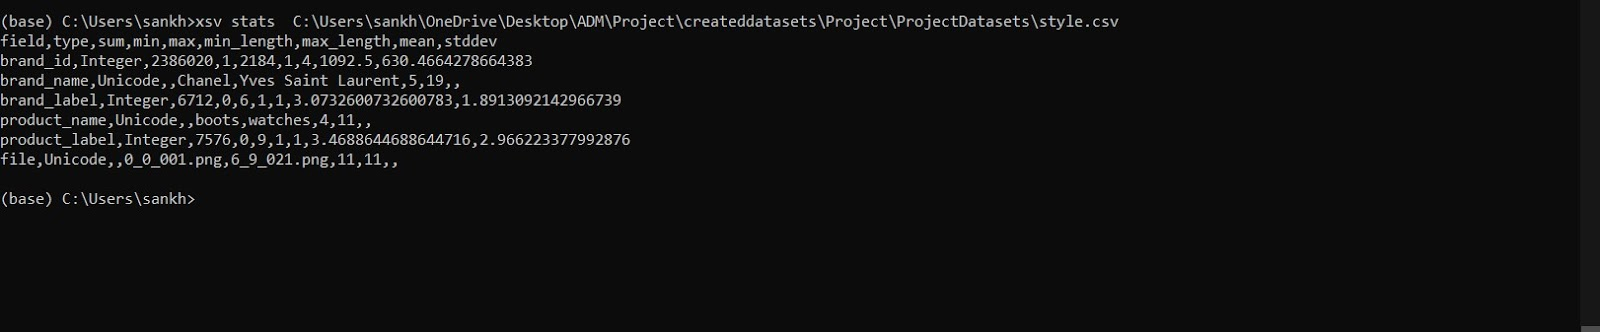 (base) C:\Users\sankh>xsv stats  C:\Users\sankh\OneDrive\Desktop\ADM\Project\createddatasets\Project\ProjectDatasets\style.csv
field,type,sum,min,max,min_length,max_length,mean,stddev
brand_id,Integer,2386020,1,2184,1,4,1092.5,630.4664278664383
brand_name,Unicode,,Chanel,Yves Saint Laurent,5,19,,
brand_label,Integer,6712,0,6,1,1,3.0732600732600783,1.8913092142966739
product_name,Unicode,,boots,watches,4,11,,
product_label,Integer,7576,0,9,1,1,3.4688644688644716,2.966223377992876
file,Unicode,,0_0_001.png,6_9_021.png,11,11,,
(base) C:\Users\sankh>